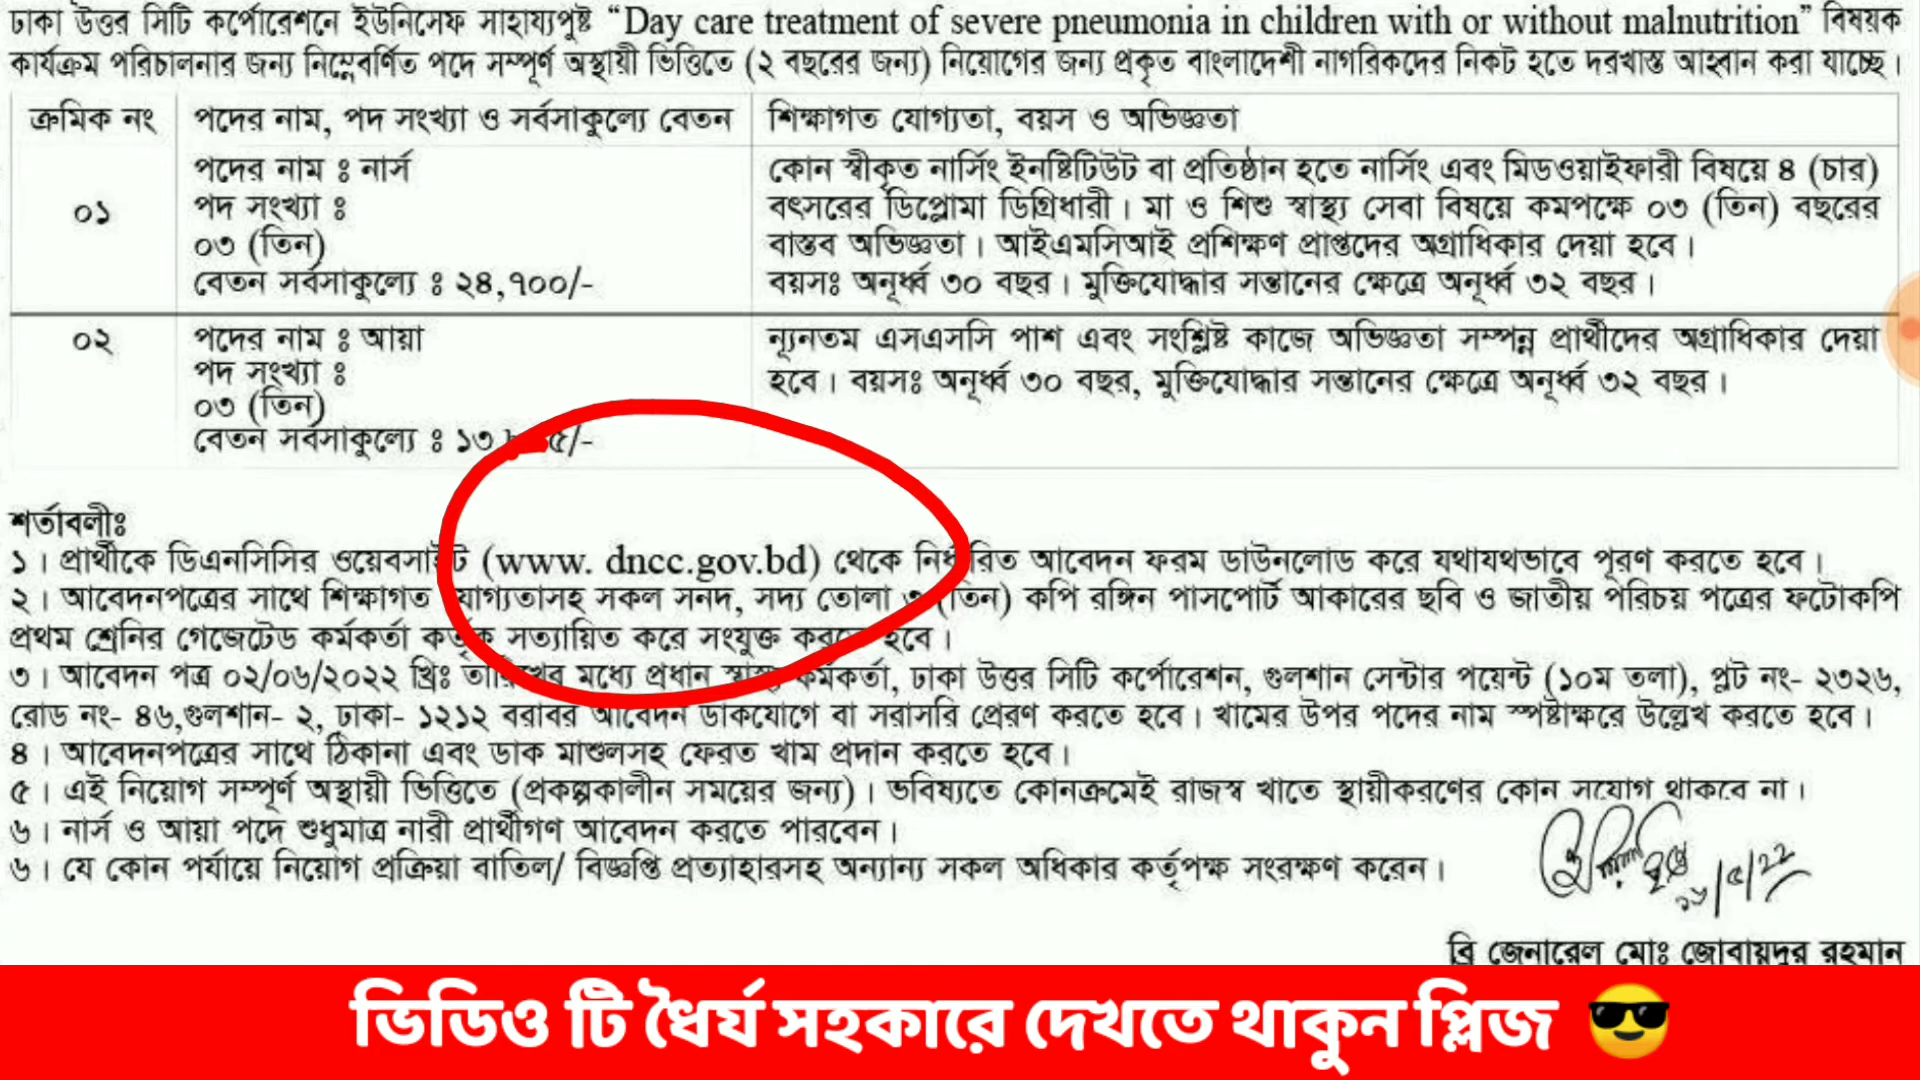 ঢাকা উত্তর সিটি কর্পোরেশনে ইউনিসেফ সাহায্যপুষ্ট “Day care treatment of severe pneumonia in children with or without malnutrition” বিষয়ক
কার্যক্রম পরিচালনার জন্য নিম্নেবর্ণিত পদে সম্পূর্ণ অস্থায়ী ভিত্তিতে (২ বছরের জন্য) নিয়োগের জন্য প্রকৃত বাংলাদেশী নাগরিকদের নিকট হতে দরখাস্ত আহবান করা যাচ্ছে।
ক্রমিক নং পদের নাম, পদ সংখ্যা ও সর্বসাকুল্যে বেতন শিক্ষাগত যোগ্যতা, বয়স ও অভিজ্ঞতা
০১
পদের নাম ঃ নার্স
পদ সংখ্যা ঃ
০৩ (তিন)
বেতন সর্বসাকুল্যে ঃ ২৪,৭০০/-
কোন স্বীকৃত নার্সিং ইনষ্টিটিউট বা প্রতিষ্ঠান হতে নার্সিং এবং মিডওয়াইফারী বিষয়ে ৪ (চার)
বৎসরের ডিপ্লোমা ডিগ্রিধারী। মা ও শিশু স্বাস্থ্য সেবা বিষয়ে কমপক্ষে ০৩ (তিন) বছরের
বাস্তব অভিজ্ঞতা। আইএমসিআই প্রশিক্ষণ প্রাপ্তদের অগ্রাধিকার দেয়া হবে।
বয়সঃ অনূর্ধ্ব ৩০ বছর। মুক্তিযোদ্ধার সন্তানের ক্ষেত্রে অনূর্ধ্ব ৩২ বছর।
০২
পদের নাম ঃ আয়া
পদ সংখ্যা ঃ
০৩ (তিন)
বেতন সর্বসাকুল্যে ঃ
ন্যূনতম এসএসসি পাশ এবং সংশ্লিষ্ট কাজে অভিজ্ঞতা সম্পন্ন প্রার্থীদের অগ্রাধিকার দেয়া
হবে। বয়সঃ অনূর্ধ্ব ৩০ বছর, মুক্তিযোদ্ধার সন্তানের ক্ষেত্রে অনূর্ধ্ব ৩২ বছর।
শর্তাবলীঃ
১। প্রার্থীকে ডিএনসিসির ওয়েবসাইট (www. dncc.gov.bd) থেকে নির্ধারিত আবেদন ফরম ডাউনলোড করে যথাযথভাবে পূরণ করতে হবে।
২। আবেদনপত্রের সাথে শিক্ষাগত যোগ্যতাসহ সকল সনদ, সদ্য তোলা ৩ (তিন) কপি রঙ্গিন পাসপোর্ট আকারের ছবি ও জাতীয় পরিচয় পত্রের ফটোকপি
প্রথম শ্রেনির গেজেটেড কর্মকর্তা কর্তৃক সত্যায়িত করে সংযুক্ত করতে হবে।
৩। আবেদন পত্র ০২/০৬/২০২২ খ্রিঃ তারিখের মধ্যে প্রধান স্বাস্থ্য কর্মকর্তা, ঢাকা উত্তর সিটি কর্পোরেশন, গুলশান সেন্টার পয়েন্ট (১০ম তলা), প্লট নং- ২৩২৬,
রোড নং- ৪৬,গুলশান- ২, ঢাকা- ১২১২ বরাবর আবেদন ডাকযোগে বা সরাসরি প্রেরণ করতে হবে। খামের উপর পদের নাম স্পষ্টাক্ষরে উল্লেখ করতে হবে।
৪। আবেদনপত্রের সাথে ঠিকানা এবং ডাক মাশুলসহ ফেরত খাম প্রদান করতে হবে।
৫। এই নিয়োগ সম্পূর্ণ অস্থায়ী ভিত্তিতে (প্রকল্পকালীন সময়ের জন্য)। ভবিষ্যতে কোনক্রমেই রাজস্ব খাতে স্থায়ীকরণের কোন সুযোগ থাকবে না।
৬। নার্স ও আয়া পদে শুধুমাত্র নারী প্রার্থীগণ আবেদন করতে পারবেন।
৬। যে কোন পর্যায়ে নিয়োগ প্রক্রিয়া বাতিল/ বিজ্ঞপ্তি প্রত্যাহারসহ অন্যান্য সকল অধিকার কর্তৃপক্ষ সংরক্ষণ করেন।
১৬/৫/২২
ব্রি জেনারেল মোঃ জোবায়দুর রহমান
ভিডিও টি ধৈর্য সহকারে দেখতে থাকুন প্লিজ